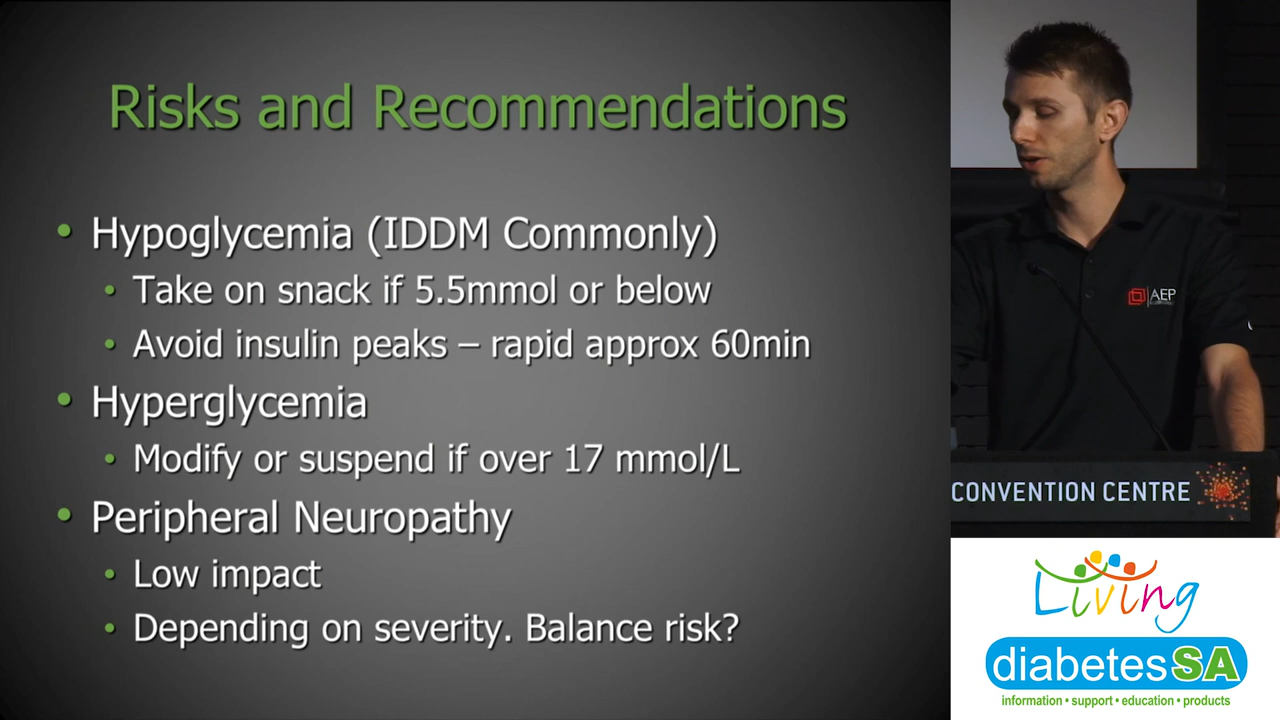 Risks and Recommendations
• Hypoglycemia (IDDM Commonly)
• Take on snack if 5.5mmol or below
• Avoid insulin peaks – rapid approx 60min
• Hyperglycemia
• Modify or suspend if over 17 mmol/L
• Peripheral Neuropathy
• Low impact
• Depending on severity. Balance risk?
AEP
CONVENTION CENTRE
Living
diabetesSA
information • support • education • products